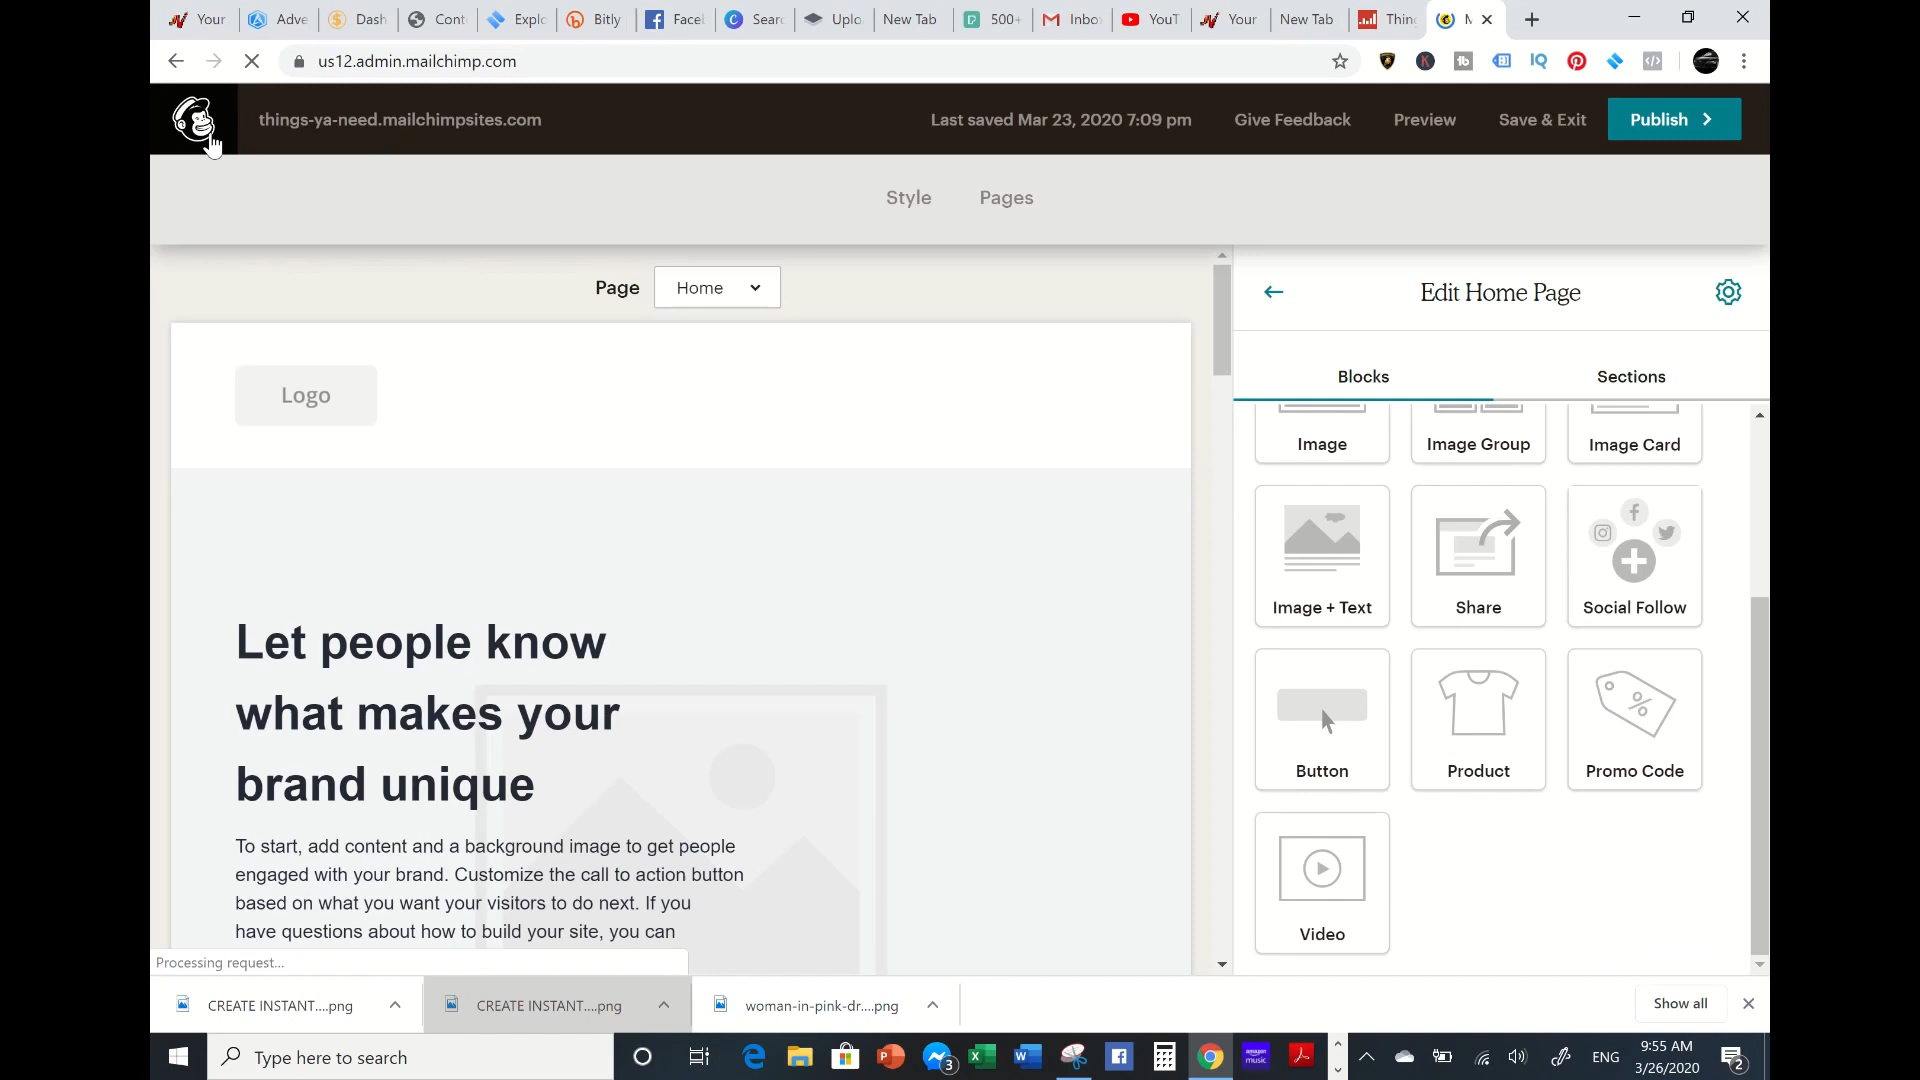 Your
Adve
Dash
Cont
Explo
Bitly
Facel
Searc
Uplo
New Tab
500+
Inbo
YouT
Your
New Tab
Thing
us12.admin.mailchimp.com
things-ya-need.mailchimpsites.com
Last saved Mar 23, 2020 7:09 pm
Give Feedback
Preview
Save & Exit
Publish
Style
Pages
Page
Home
Edit Home Page
Blocks
Sections
Logo
Image
Image Group
Image Card
Image + Text
Share
Social Follow
Button
Product
Promo Code
Video
Let people know
what makes your
brand unique
To start, add content and a background image to get people
engaged with your brand. Customize the call to action button
based on what you want your visitors to do next. If you
have questions about how to build your site, you can
Processing request...
CREATE INSTANT....png
CREATE INSTANT....png
woman-in-pink-dr....png
Show all
Type here to search
3
amazon
music
ENG
9:55 AM
3/26/2020
2